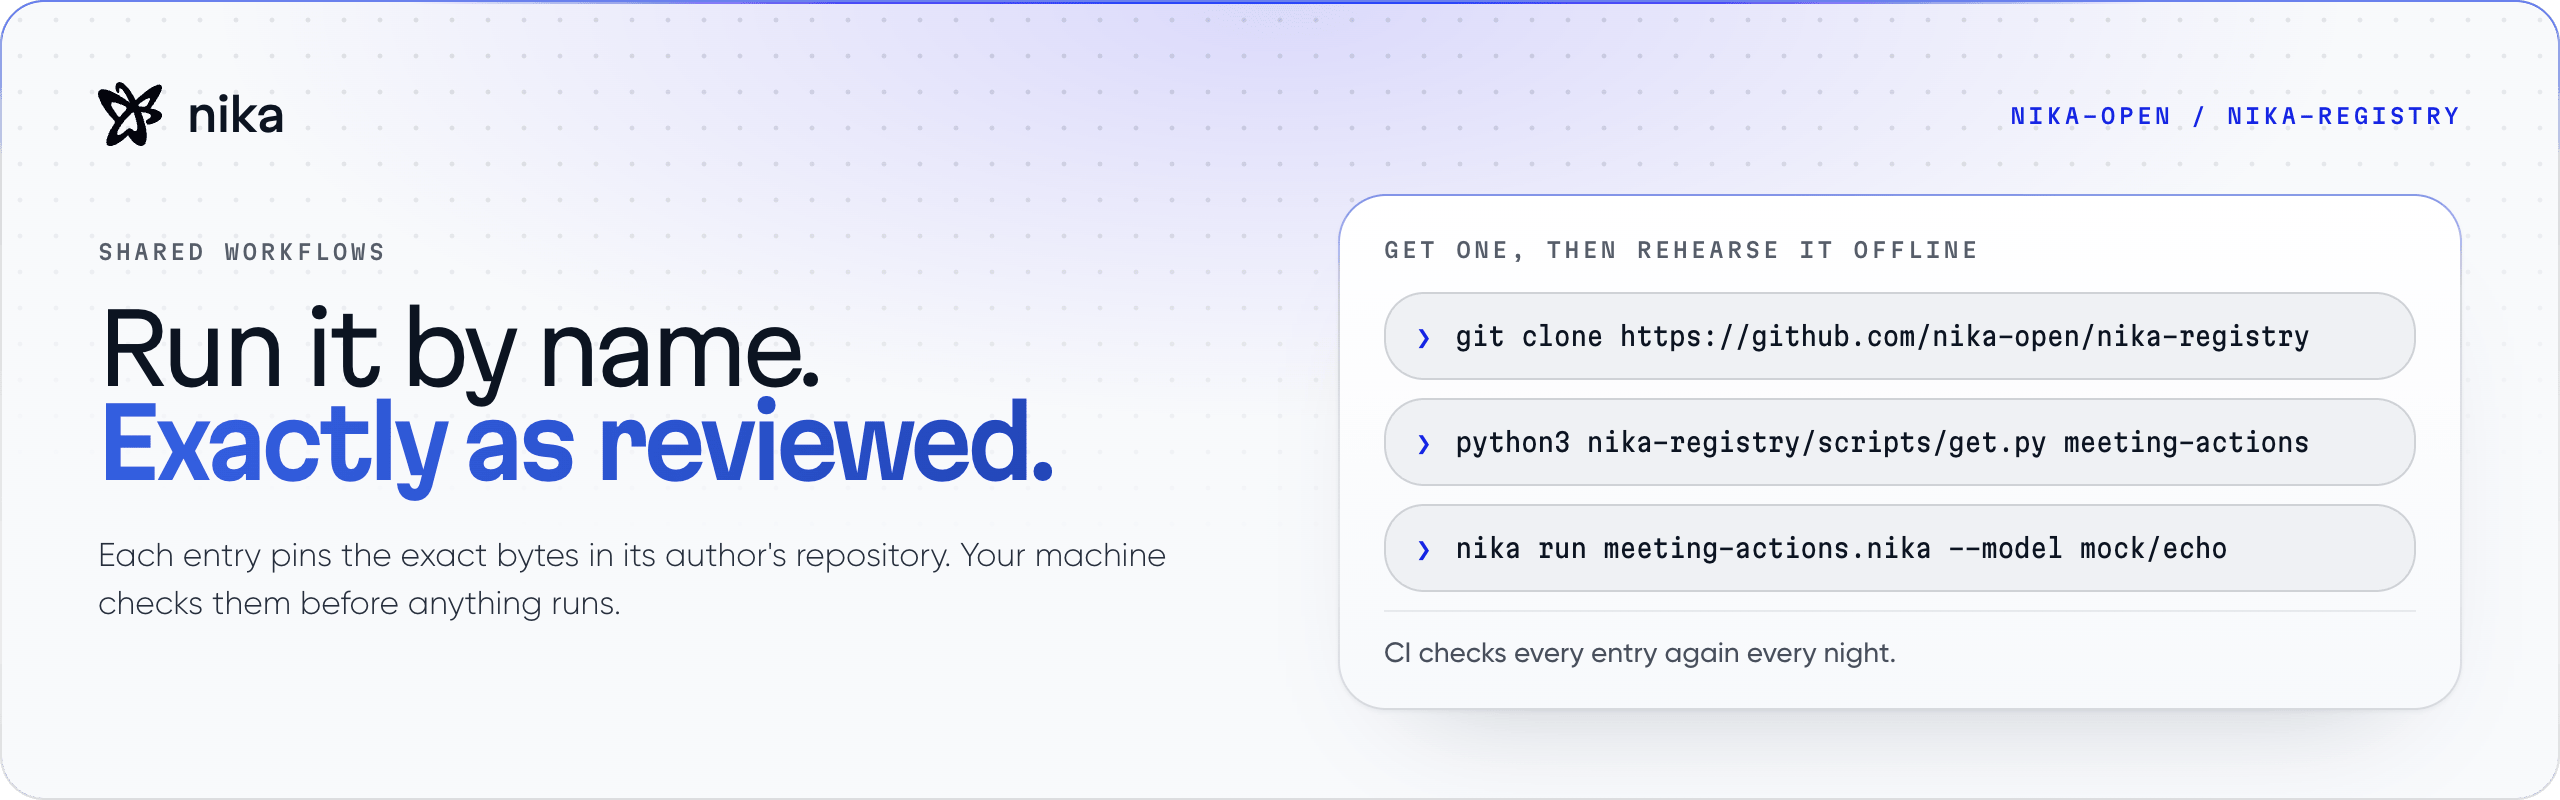 nika
NIKA-OPEN / NIKA-REGISTRY
SHARED WORKFLOWS
Run it by name.
Exactly as reviewed.
Each entry pins the exact bytes in its author's repository. Your machine
checks them before anything runs.
GET ONE, THEN REHEARSE IT OFFLINE
❯ git clone https://github.com/nika-open/nika-registry
❯ python3 nika-registry/scripts/get.py meeting-actions
❯ nika run meeting-actions.nika --model mock/echo
CI checks every entry again every night.